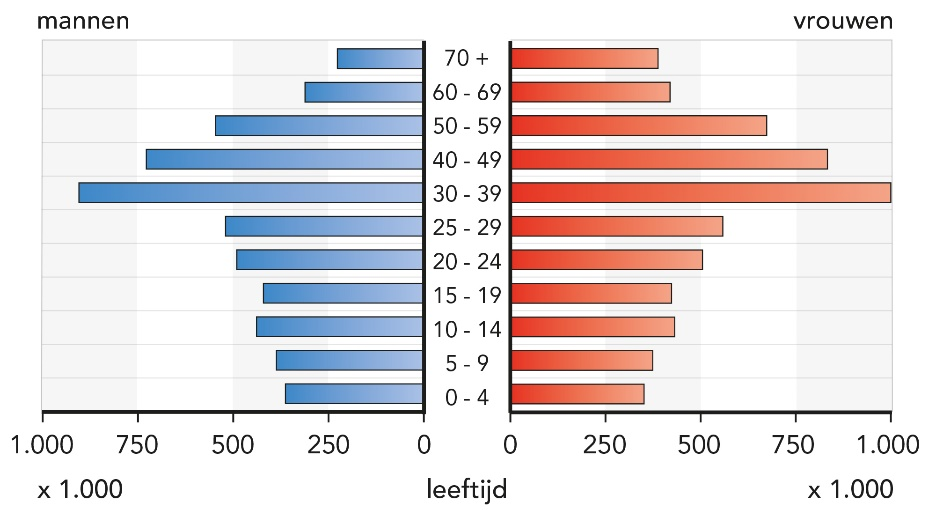 mannen vrouwen
70 +
60 - 69
50 - 59
40 - 49
30 - 39
25 - 29
20 - 24
15 - 19
10 - 14
5 - 9
0 - 4
1.000 750 500 250 0 0 250 500 750 1.000
x 1.000 leeftijd x 1.000